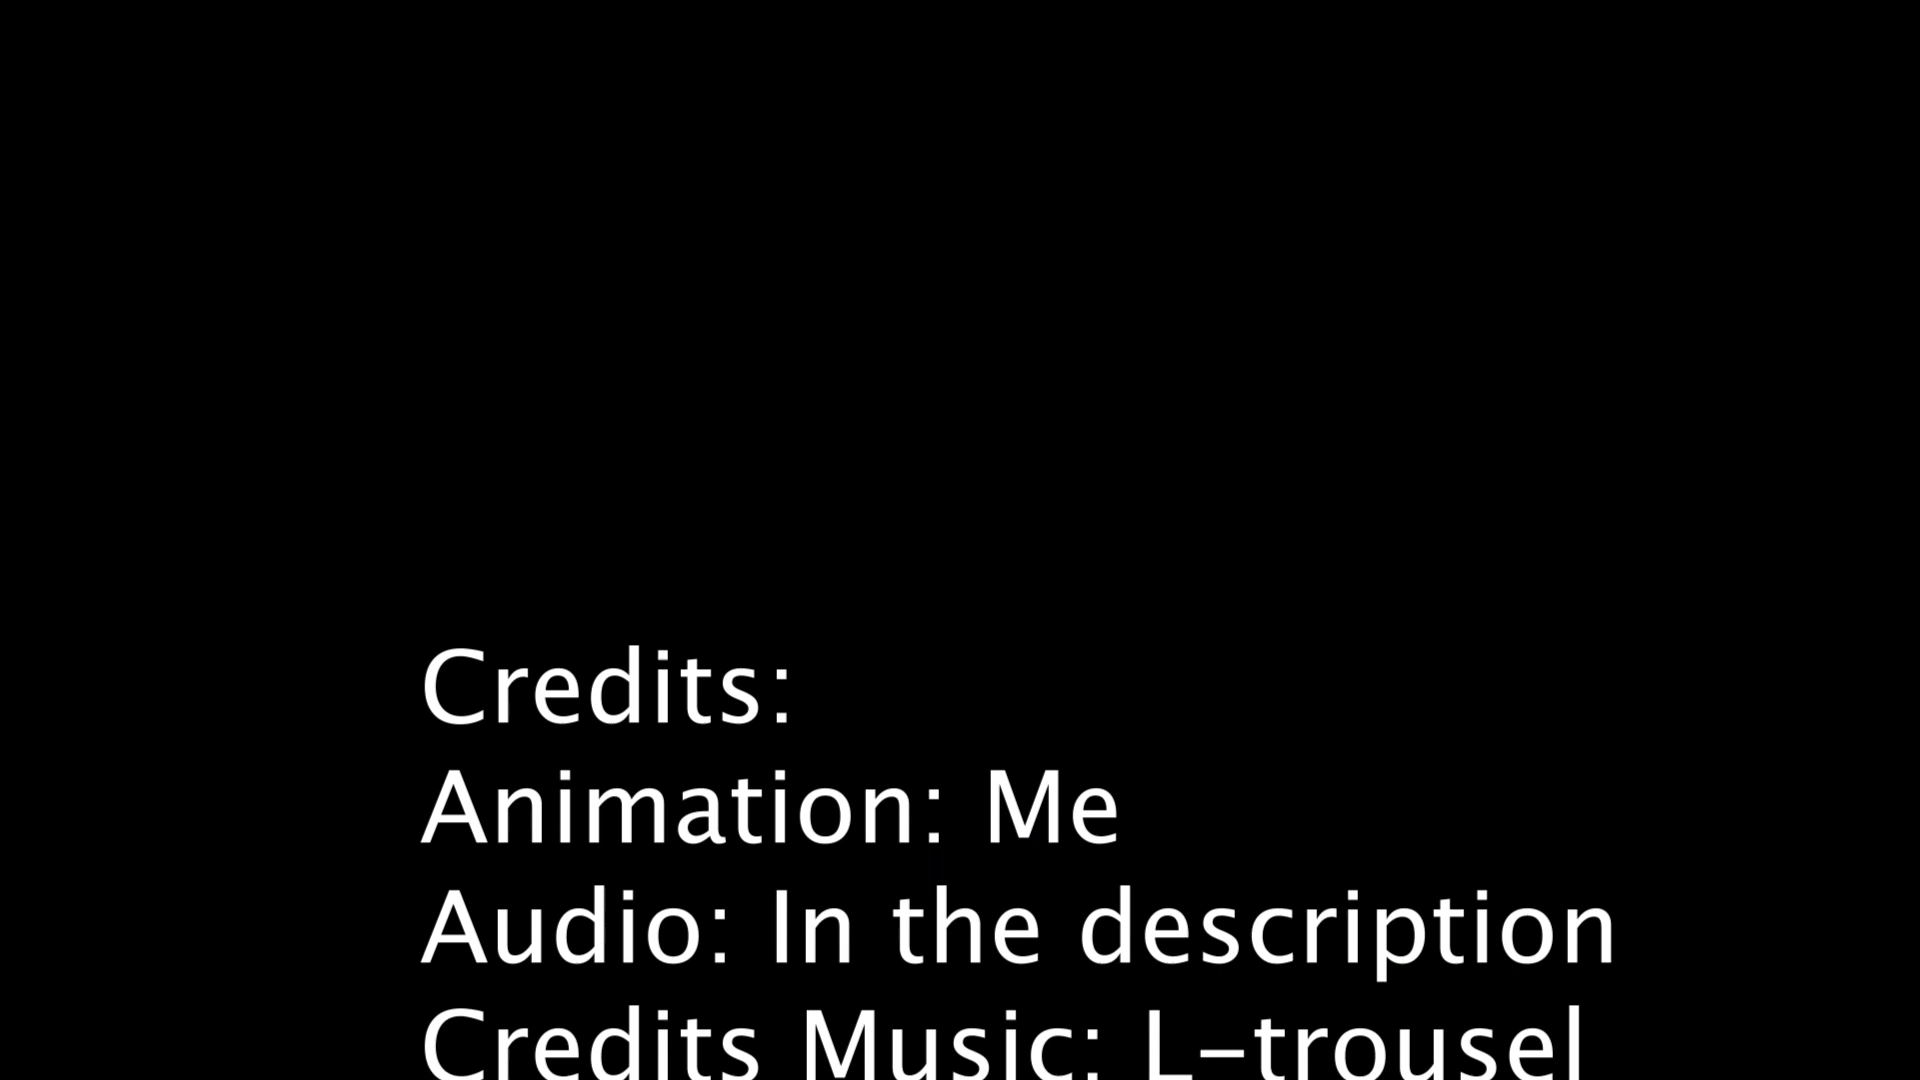 Credits:
Animation: Me
Audio: In the description
Credits Music: L-trousel